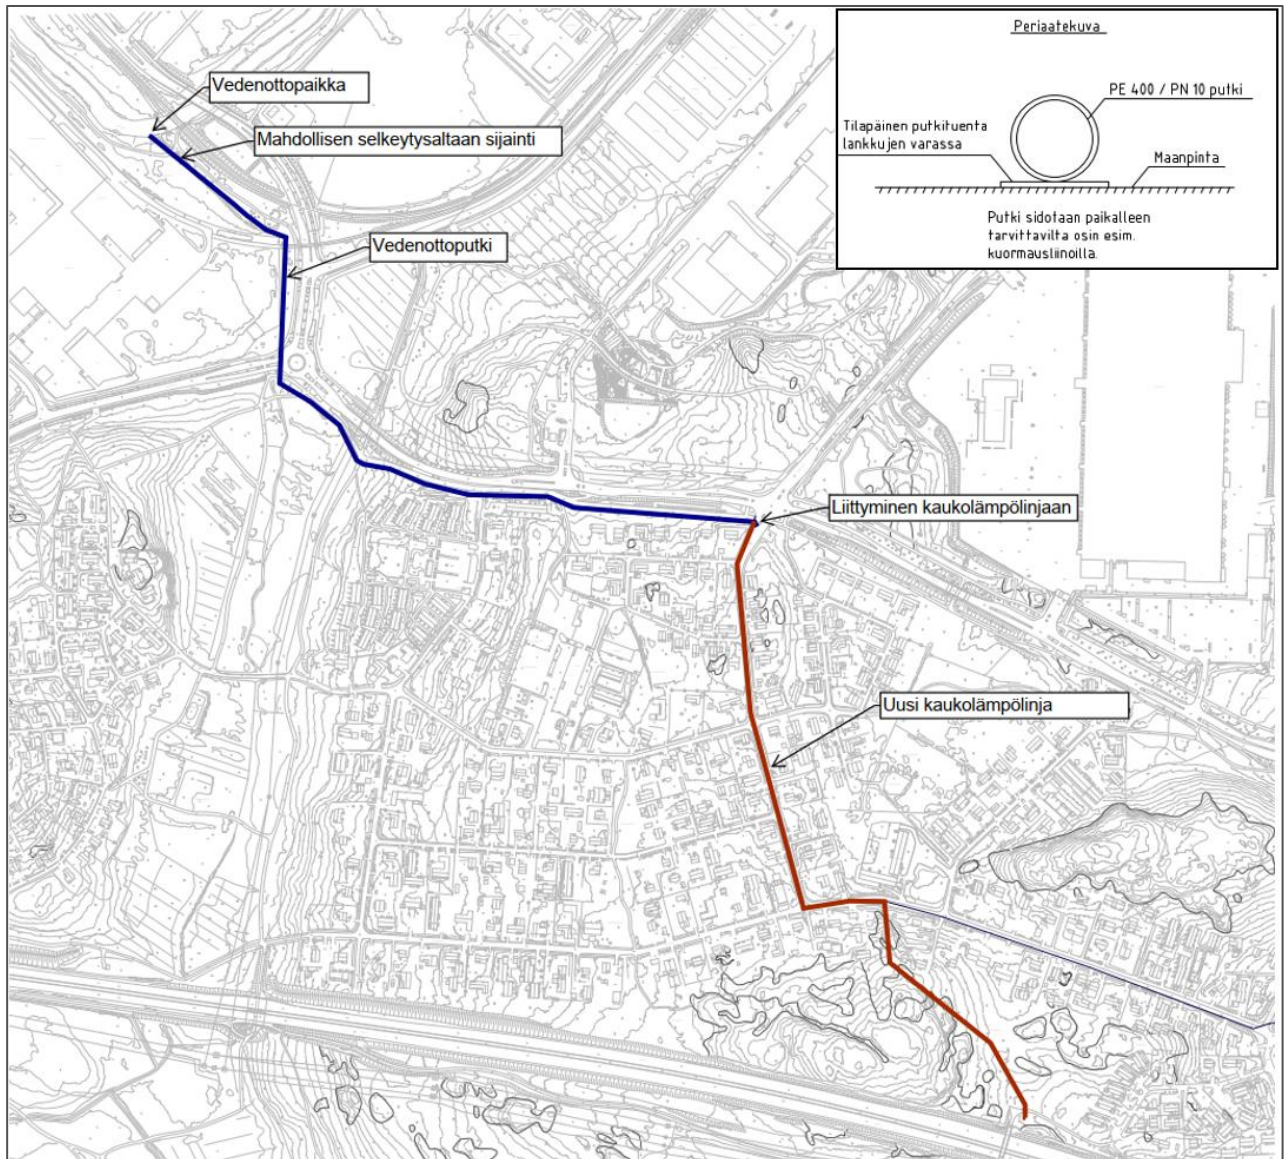 Periaatekuva
PE 400 / PN 10 putki
Tilapäinen putkituenta
lankkujen varassa
Maanpinta
Putki sidotaan paikalleen
tarvittavilta osin esim.
kuormausliinoilla.
Vedenottopaikka
Mahdollisen selkeytysaltaan sijainti
Vedenottoputki
Liittyminen kaukolämpölinjaan
Uusi kaukolämpölinja